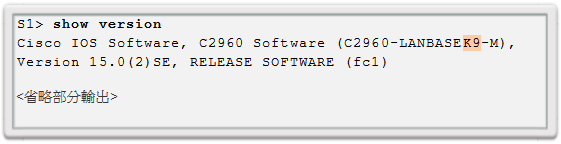 S1> show version
Cisco IOS Software, C2960 Software (C2960-LANBASEK9-M),
Version 15.0(2)SE, RELEASE SOFTWARE (fc1)
<省略部分輸出>